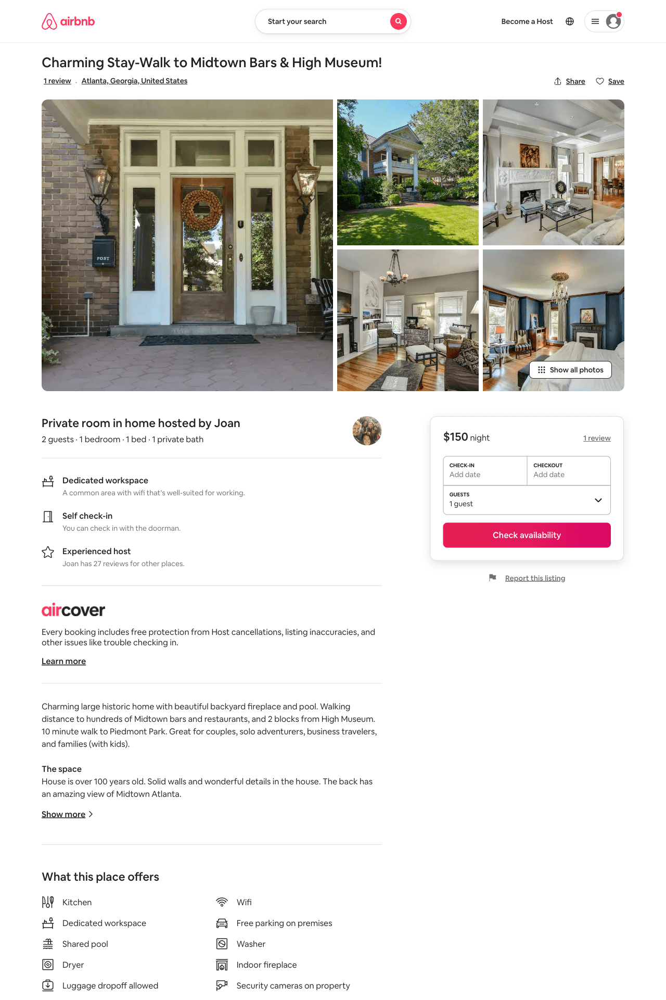 airbnb
Start your search
Become a Host
Charming Stay-Walk to Midtown Bars & High Museum!
1 review . Atlanta, Georgia, United States
Share
Save
POST
Show all photos
Private room in home hosted by Joan
2 guests · 1 bedroom · 1 bed · 1 private bath
Dedicated workspace
A common area with wifi that's well-suited for working.
Self check-in
You can check in with the doorman.
Experienced host
Joan has 27 reviews for other places.
$150 night
1 review
CHECK-IN
Add date
CHECKOUT
Add date
GUESTS
1 guest
Check availability
Report this listing
aircover
Every booking includes free protection from Host cancellations, listing inaccuracies, and
other issues like trouble checking in.
Learn more
Charming large historic home with beautiful backyard fireplace and pool. Walking
distance to hundreds of Midtown bars and restaurants, and 2 blocks from High Museum.
10 minute walk to Piedmont Park. Great for couples, solo adventurers, business travelers,
and families (with kids).
The space
House is over 100 years old. Solid walls and wonderful details in the house. The back has
an amazing view of Midtown Atlanta.
Show more
What this place offers
Kitchen
Wifi
Dedicated workspace
Free parking on premises
Shared pool
Washer
Dryer
Indoor fireplace
Luggage dropoff allowed
Security cameras on property